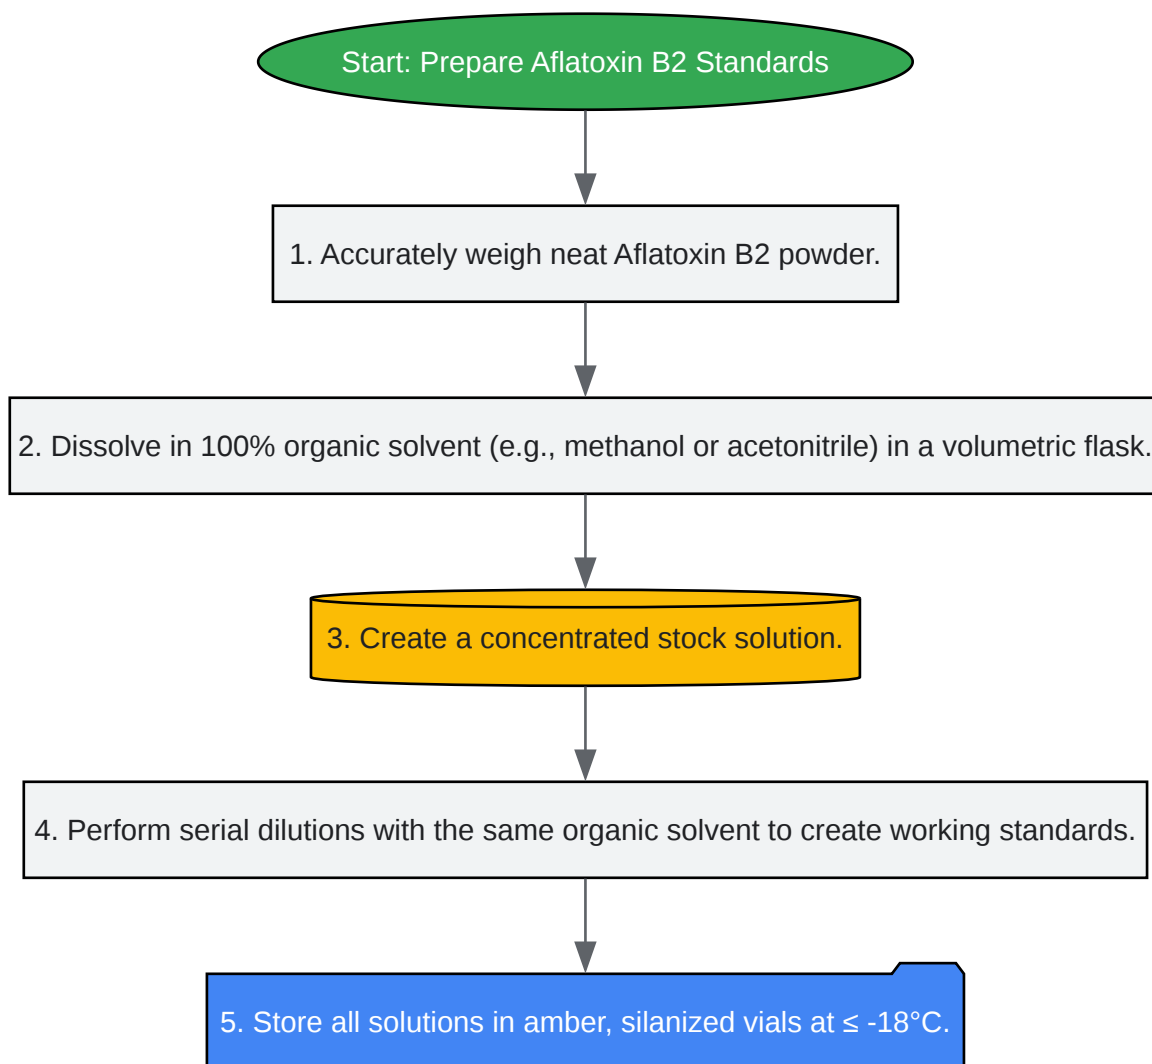 Start: Prepare Aflatoxin B2 Standards
1. Accurately weigh neat Aflatoxin B2 powder.
2. Dissolve in 100% organic solvent (e.g., methanol or acetonitrile) in a volumetric flask.
3. Create a concentrated stock solution.
4. Perform serial dilutions with the same organic solvent to create working standards.
5. Store all solutions in amber, silanized vials at ≤ -18°C.